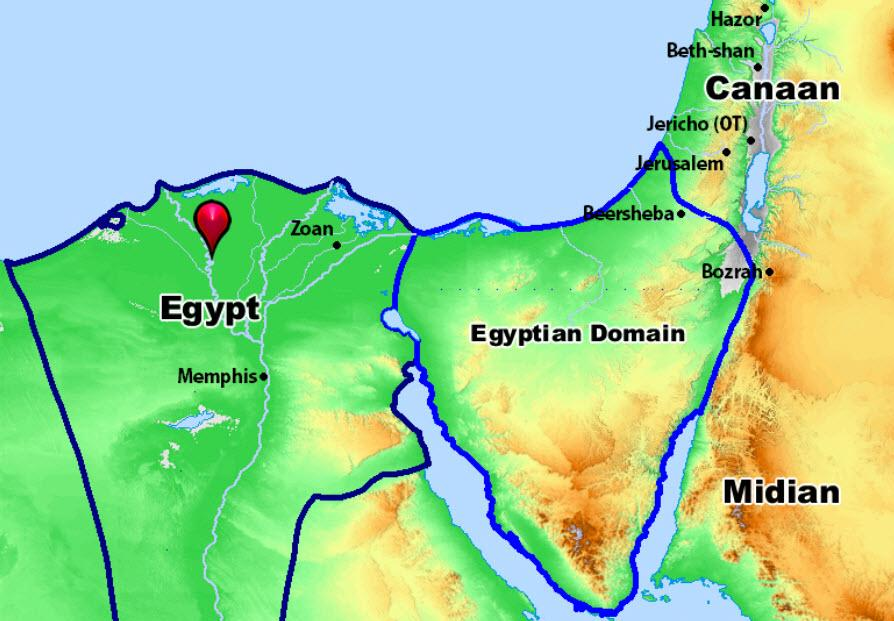 Hazor
Beth-shan
Canaan
Jericho (OT)
Jerusalem
Beersheba
Zoan
Bozrah
Egypt
Egyptian Domain
Memphis
Midian